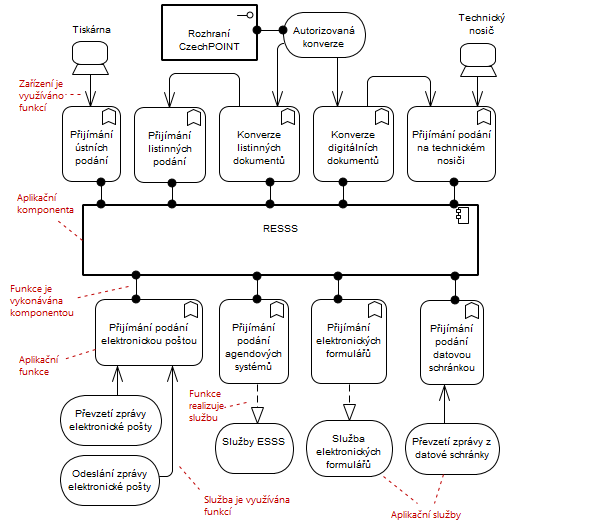 Tiskárna
Rozhraní
CzechPOINT
Autorizovaná
konverze
Technický
nosič
Zařízení je
využíváno
funkcí
Přijímání
ústních
podání
Přijímání
listinných
podání
Konverze
listinných
dokumentů
Konverze
digitálních
dokumentů
Přijímání podání
na technickém
nosiči
Aplikační
komponenta
RESSS
Funkce je
vykonávána
komponentou
Přijímání podání
elektronickou poštou
Přijímání
podání
agendových
systémů
Přijímání
elektronických
formulářů
Přijímání
podání
datovou
schránkou
Aplikační
funkce
Funkce
realizuje
službu
Převzetí zprávy
elektronické pošty
Služby ESSS
Služba
elektronických
formulářů
Převzetí zprávy z
datové schránky
Odeslání zprávy
elektronické pošty
Služba je využívána
funkcí
Aplikační služby